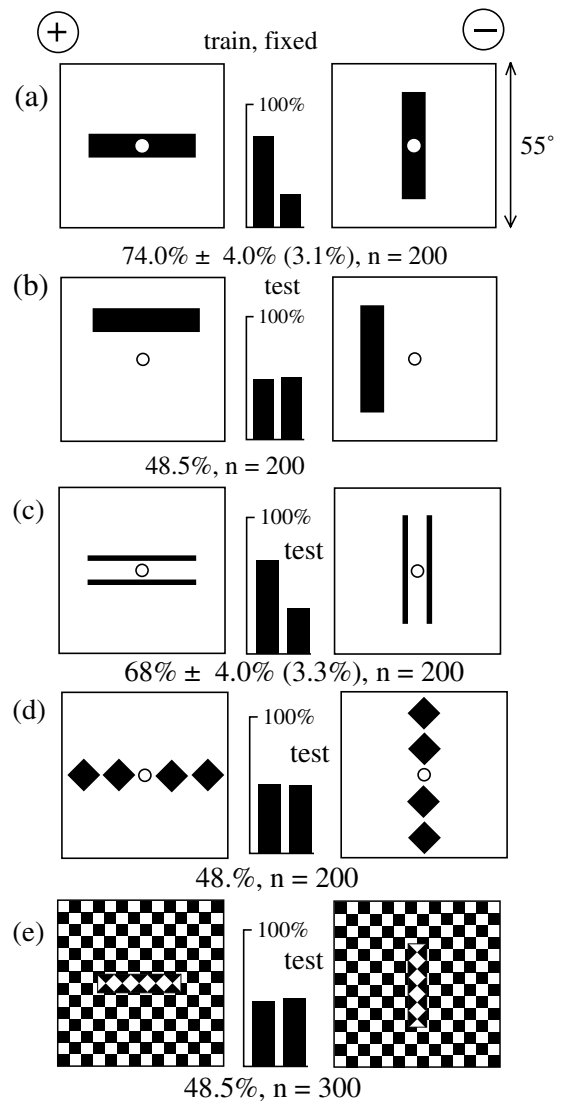 + train, fixed −
(a) 100% 55°
74.0% ± 4.0% (3.1%), n = 200
(b) test
100%
48.5%, n = 200
(c) 100%
test
68% ± 4.0% (3.3%), n = 200
(d) 100%
test
48.%, n = 200
(e) 100%
test
48.5%, n = 300